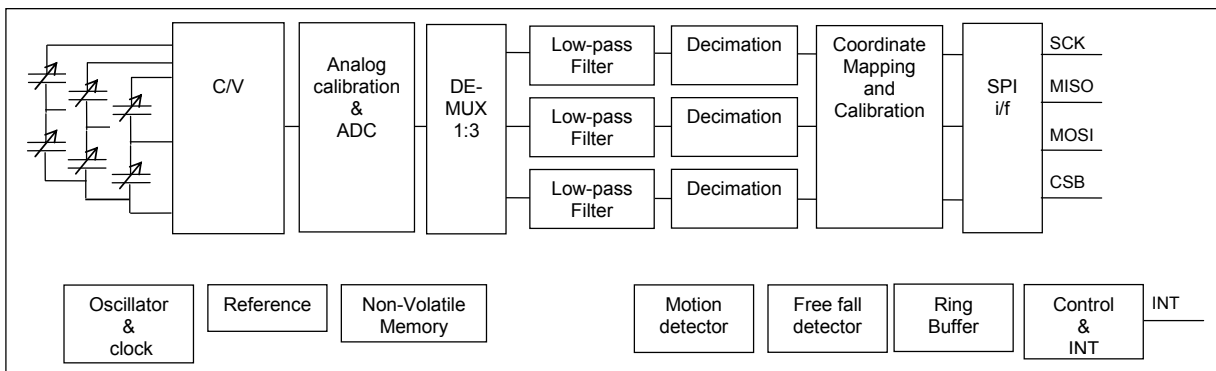 C/V
Analog
calibration
&
ADC
DE-
MUX
1:3
Low-pass
Filter
Decimation
Low-pass
Filter
Decimation
Low-pass
Filter
Decimation
Coordinate
Mapping
and
Calibration
SPI
i/f
SCK
MISO
MOSI
CSB
Oscillator
&
clock
Reference
Non-Volatile
Memory
Motion
detector
Free fall
detector
Ring
Buffer
Control
&
INT
INT